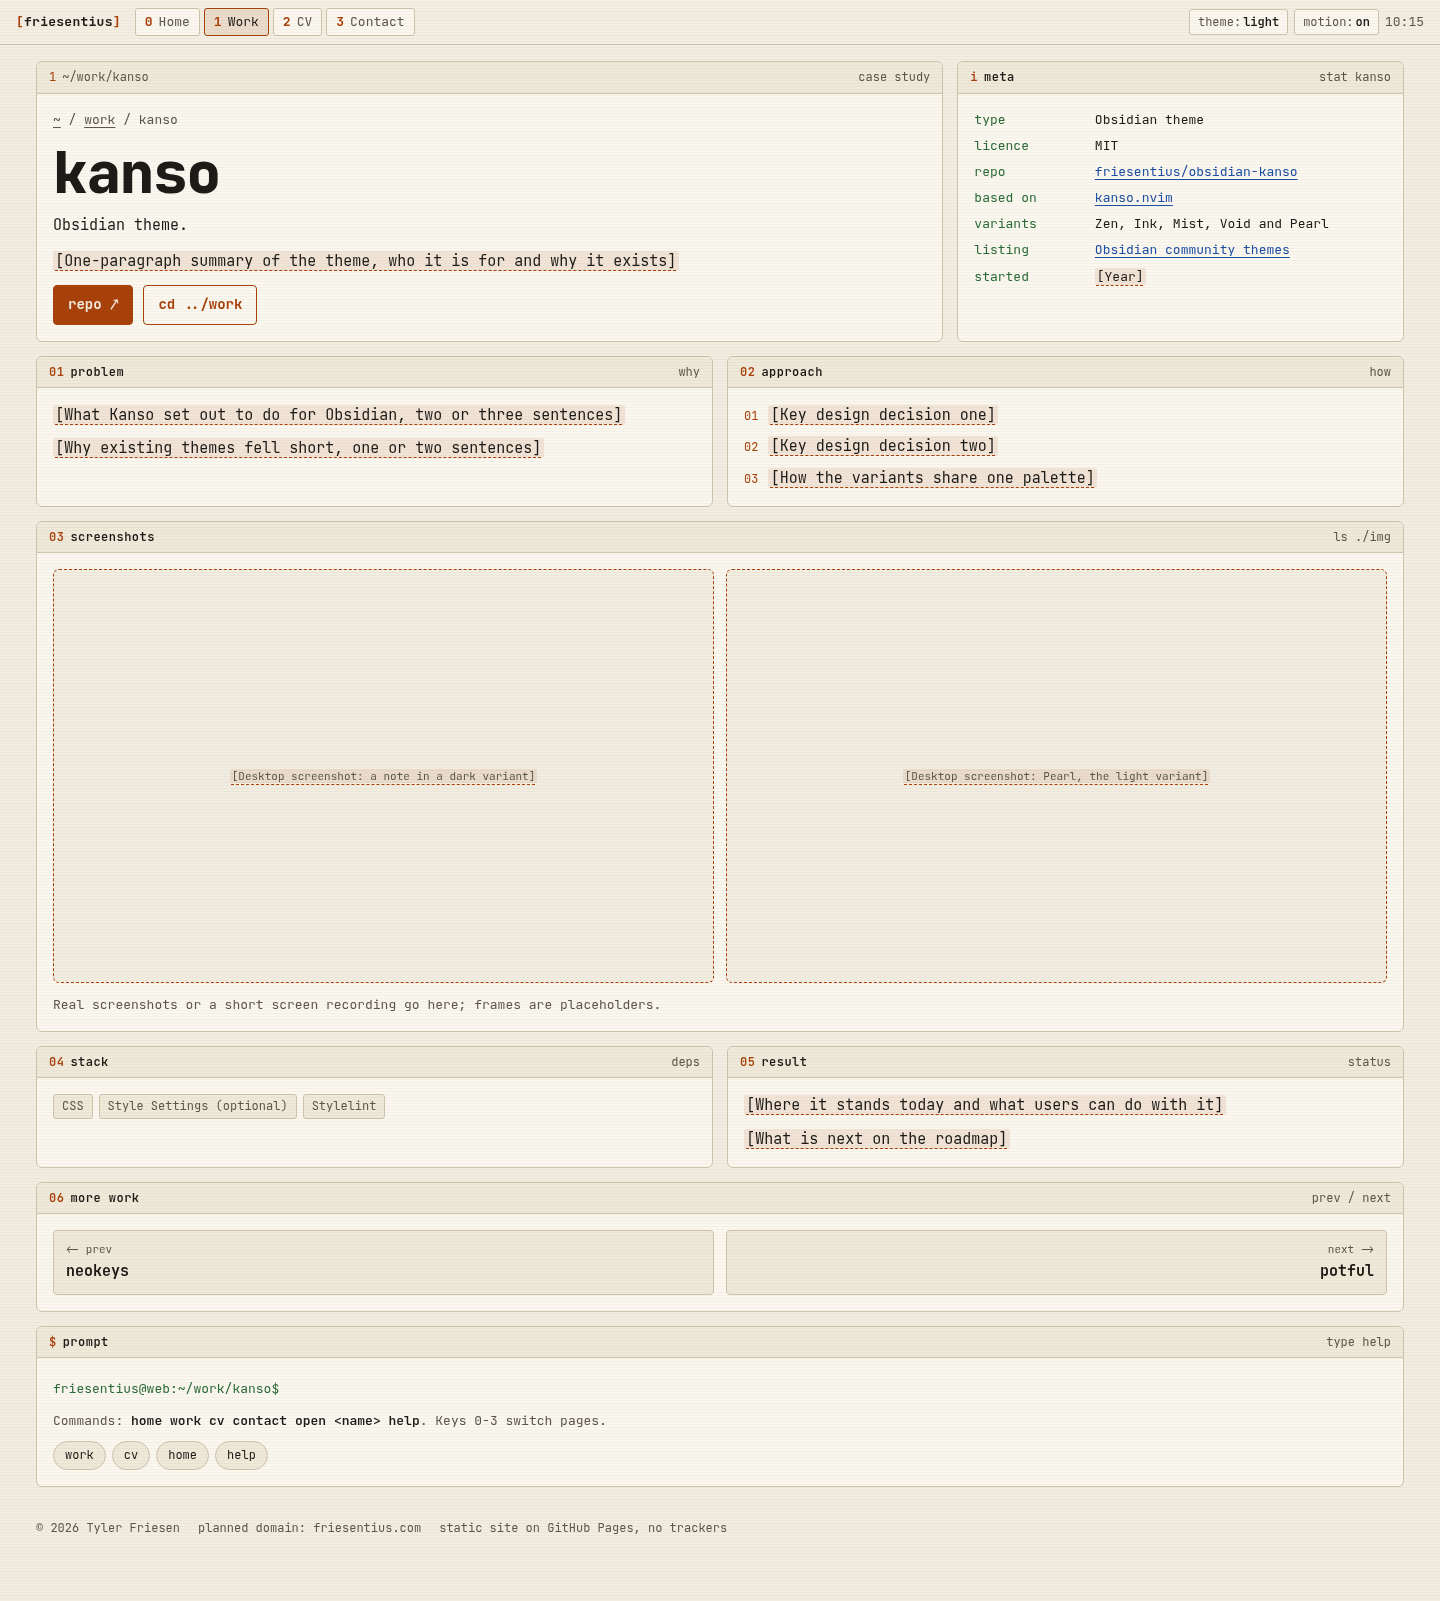 [friesentius] 0 Home 1 Work 2 CV 3 Contact theme: light motion: on 10:15
1 ~/work/kanso case study
~ / work / kanso
kanso
Obsidian theme.
[One-paragraph summary of the theme, who it is for and why it exists]
repo ↗ cd ../work
i meta stat kanso
type Obsidian theme
licence MIT
repo friesentius/obsidian-kanso
based on kanso.nvim
variants Zen, Ink, Mist, Void and Pearl
listing Obsidian community themes
started [Year]
01 problem why
[What Kanso set out to do for Obsidian, two or three sentences]
[Why existing themes fell short, one or two sentences]
02 approach how
01 [Key design decision one]
02 [Key design decision two]
03 [How the variants share one palette]
03 screenshots ls ./img
[Desktop screenshot: a note in a dark variant]
[Desktop screenshot: Pearl, the light variant]
Real screenshots or a short screen recording go here; frames are placeholders.
04 stack deps
CSS Style Settings (optional) Stylelint
05 result status
[Where it stands today and what users can do with it]
[What is next on the roadmap]
06 more work prev / next
← prev
neokeys
next →
potful
$ prompt type help
friesentius@web:~/work/kanso$
Commands: home work cv contact open <name> help. Keys 0-3 switch pages.
work cv home help
© 2026 Tyler Friesen planned domain: friesentius.com static site on GitHub Pages, no trackers